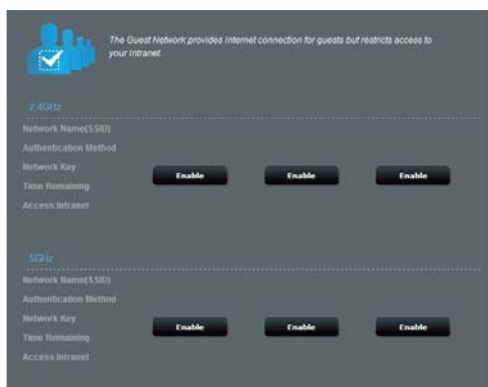 The Guest Network provides Internet connection for guests but restricts access to
your Intranet.
2.4GHz
Network Name(SSID)
Authentication Method
Network Key
Enable Enable Enable
Time Remaining
Access Intranet
5GHz
Network Name(SSID)
Authentication Method
Network Key
Enable Enable Enable
Time Remaining
Access Intranet